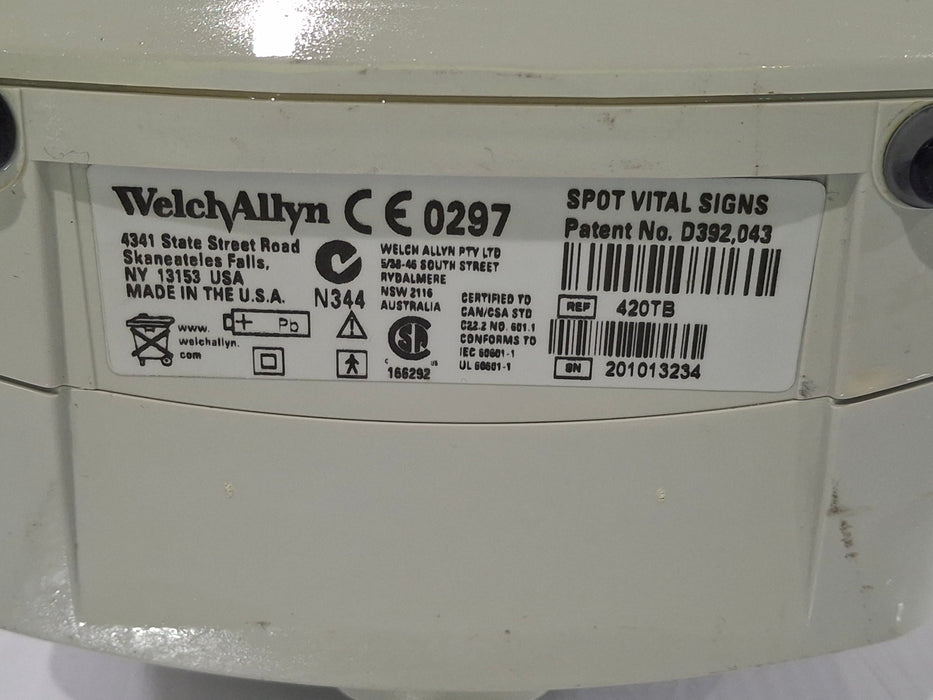 WelchAllyn CE 0297
4341 State Street Road
Skaneateles Falls,
NY 13153 USA
MADE IN THE U.S.A.
N344
WELCH ALLYN PTY LTD
5/38-46 SOUTH STREET
RYDALMERE
NSW 2116
AUSTRALIA
www.
welchallyn.
com
+ Pb
SA
C US
166292
CERTIFIED TO
CAN/CSA STD
C22.2 NO. 601.1
CONFORMS TO
IEC 60601-1
UL 60601-1
SPOT VITAL SIGNS
Patent No. D392,043
REF 420TB
SN 201013234